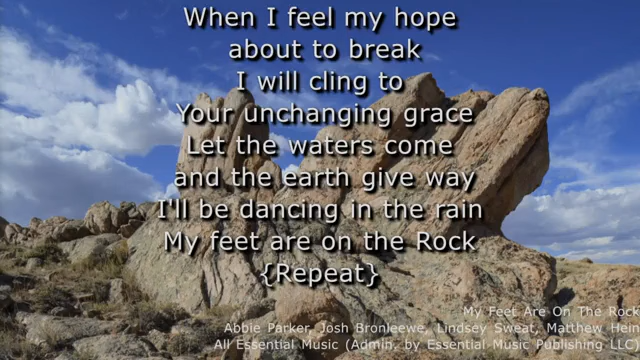 When I feel my hope
about to break
I will cling to
Your unchanging grace
Let the waters come
and the earth give way
I'll be dancing in the rain
My feet are on the Rock
{Repeat}
My Feet Are On The Rock
Abbie Parker, Josh Bronleewe, Lindsey Sweat, Matthew Hein
All Essential Music (Admin. by Essential Music Publishing LLC)